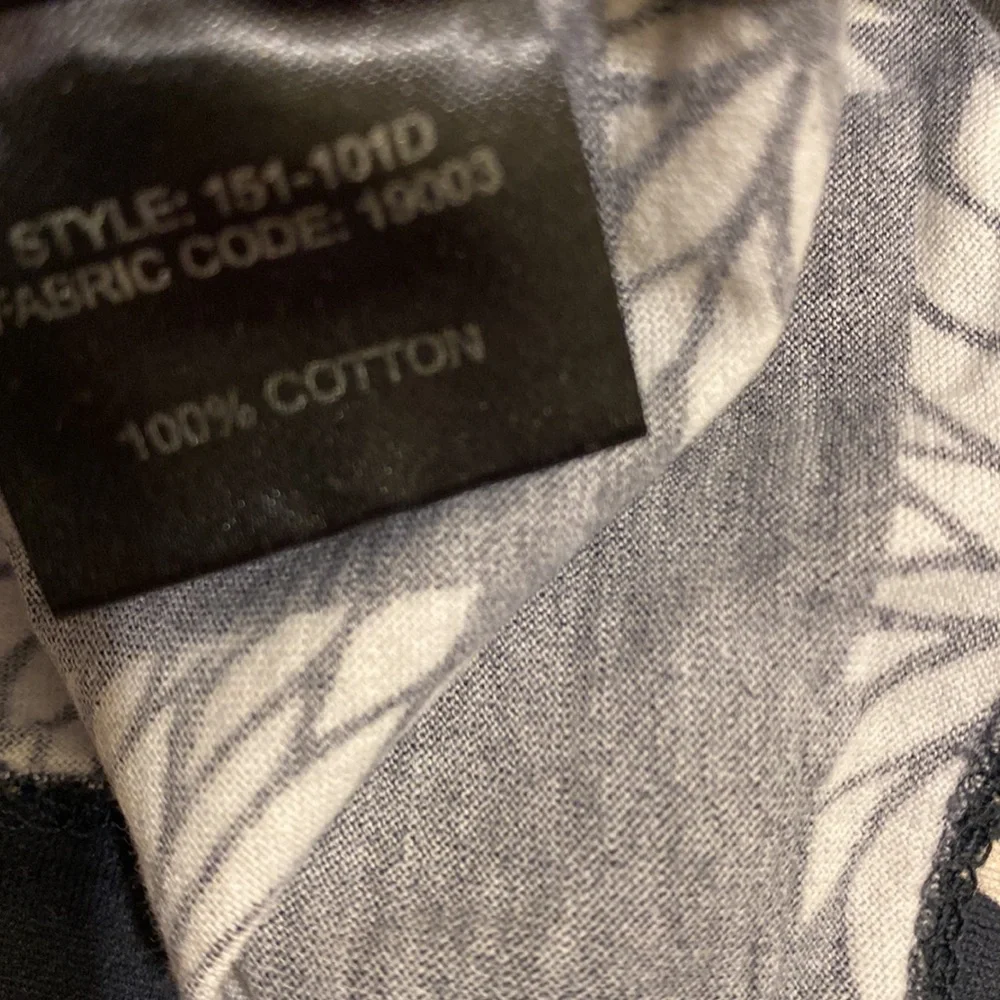 STYLE: 151-101D
FABRIC CODE: 19003
100% COTTON